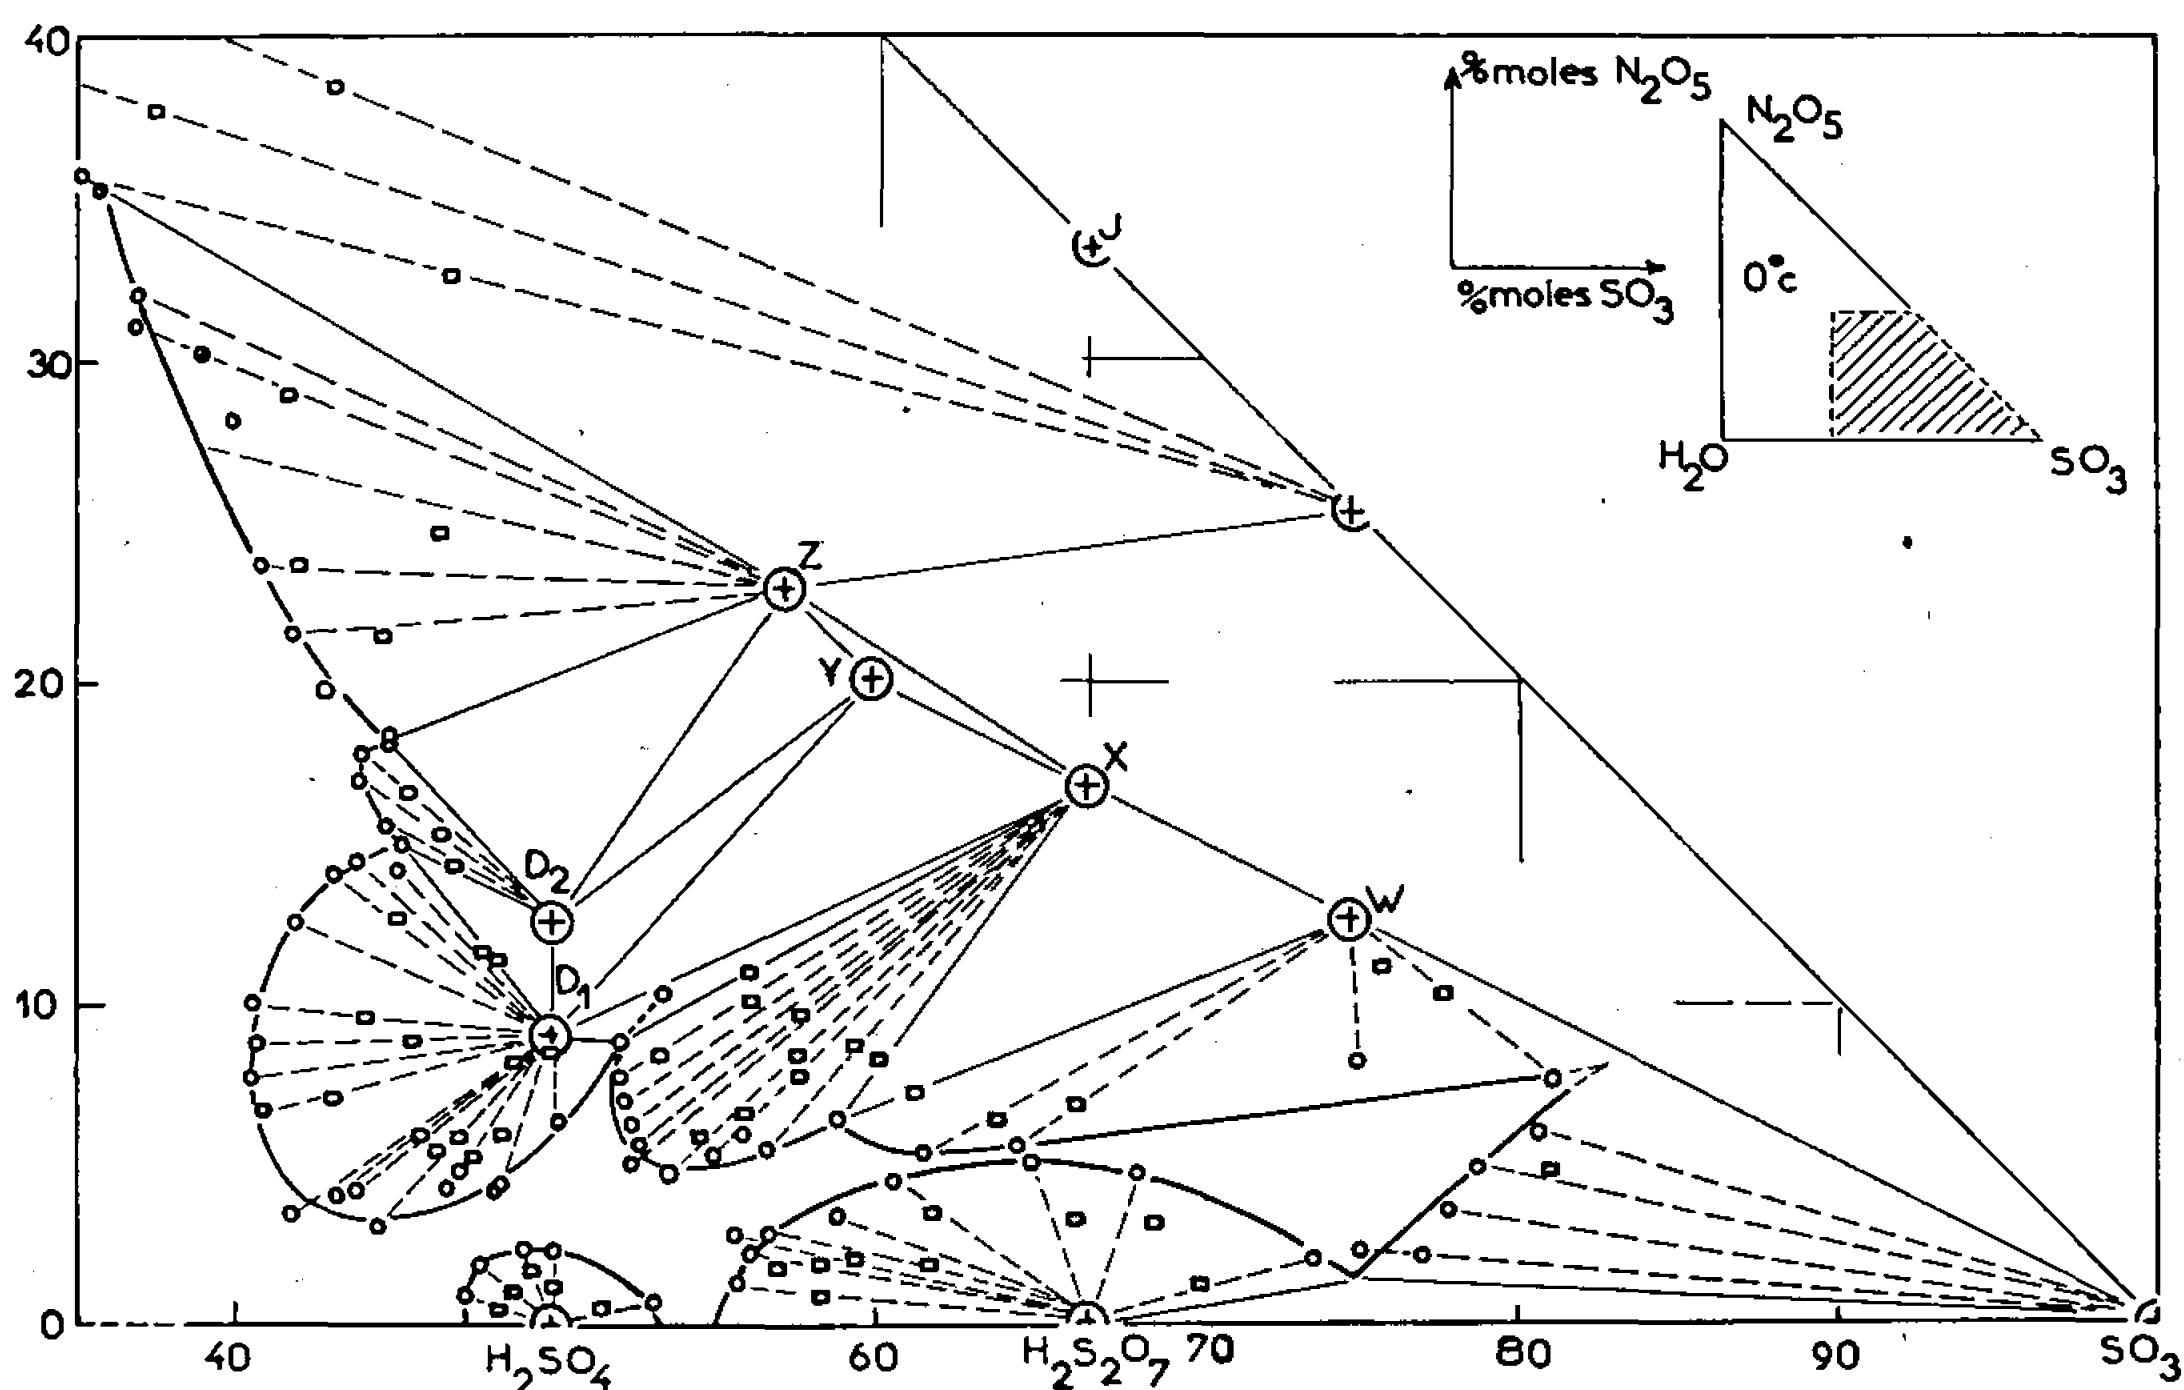 40
%moles N₂O₅
N₂O₅
J
0°c
%moles SO₃
30
H₂O
SO₃
Z
20
Y
X
D₂
W
10
D₁
0
40
H₂SO₄
60
H₂S₂O₇
70
80
90
SO₃